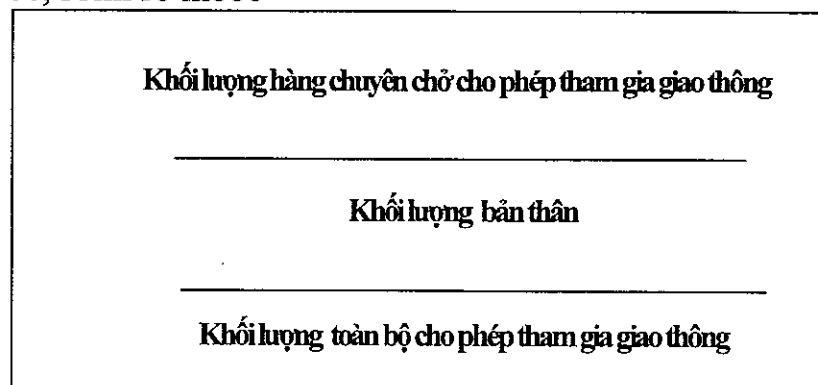 Khối lượng hàng chuyên chở cho phép tham gia giao thông
Khối lượng bản thân
Khối lượng toàn bộ cho phép tham gia giao thông